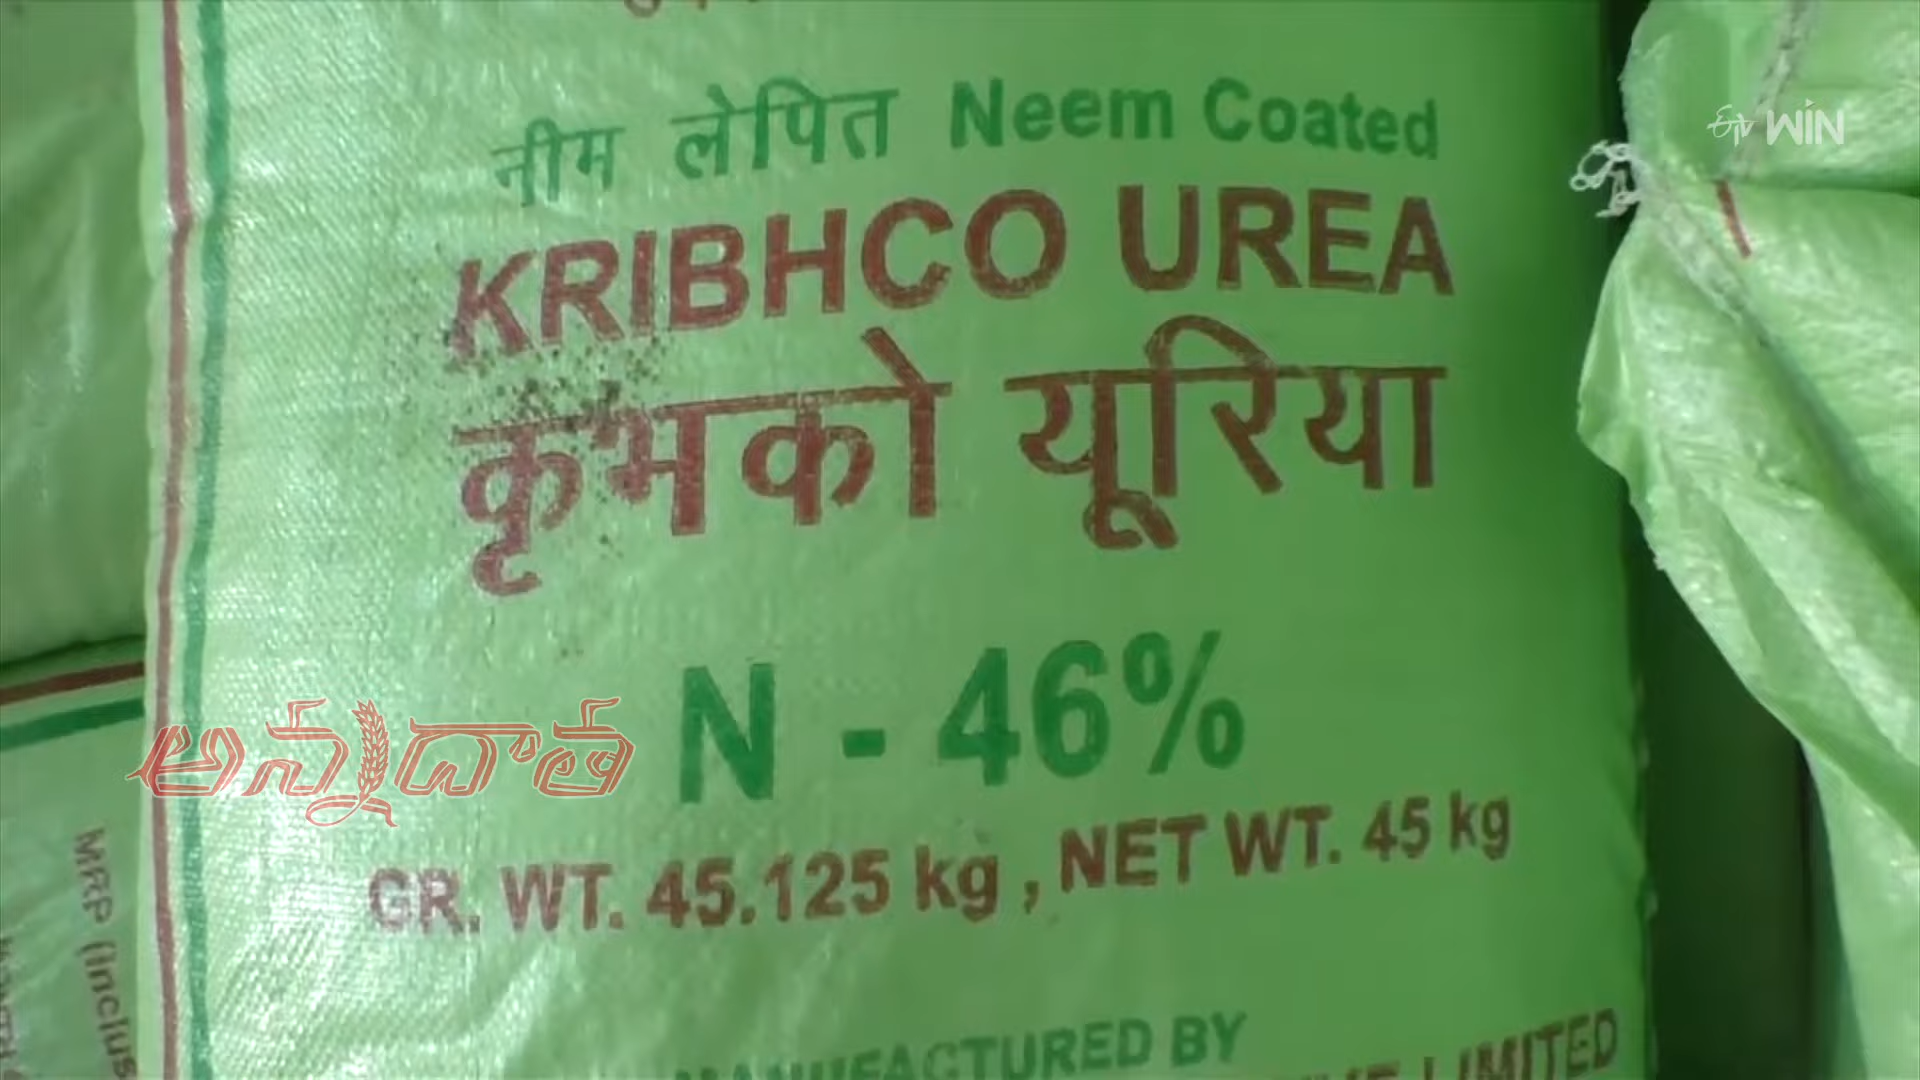 నీటి WIN
नीम लेपित Neem Coated
KRIBHCO UREA
कृभको यूरिया
N - 46%
అన్నదాత
GR. WT. 45.125 kg , NET WT. 45 kg
MANUFACTURED BY
LIMITED
MRP (Inclus